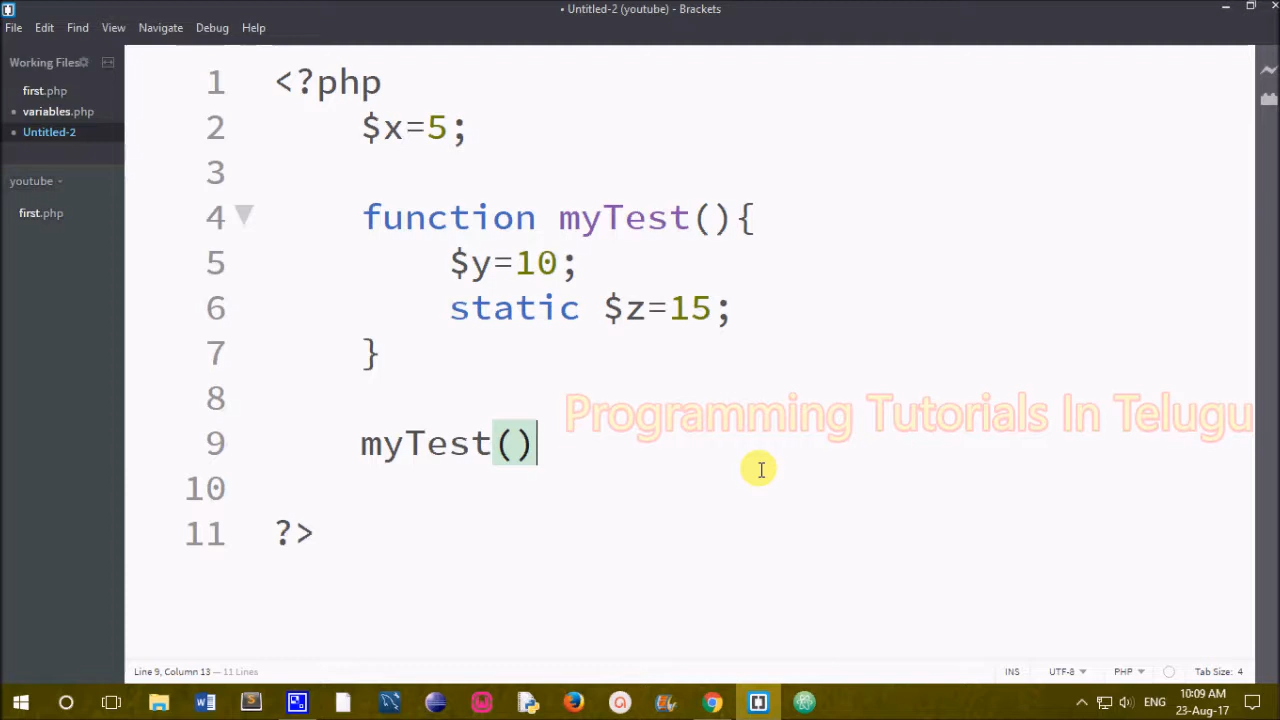 • Untitled-2 (youtube) - Brackets
File Edit Find View Navigate Debug Help
Working Files
first.php
• variables.php
• Untitled-2
youtube
first.php
1 <?php
2 $x=5;
3
4 function myTest(){
5 $y=10;
6 static $z=15;
7 }
8
Programming Tutorials In Telugu
9 myTest()
10
11 ?>
Line 9, Column 13 — 11 Lines
INS UTF-8 PHP Tab Size: 4
ENG 10:09 AM
23-Aug-17